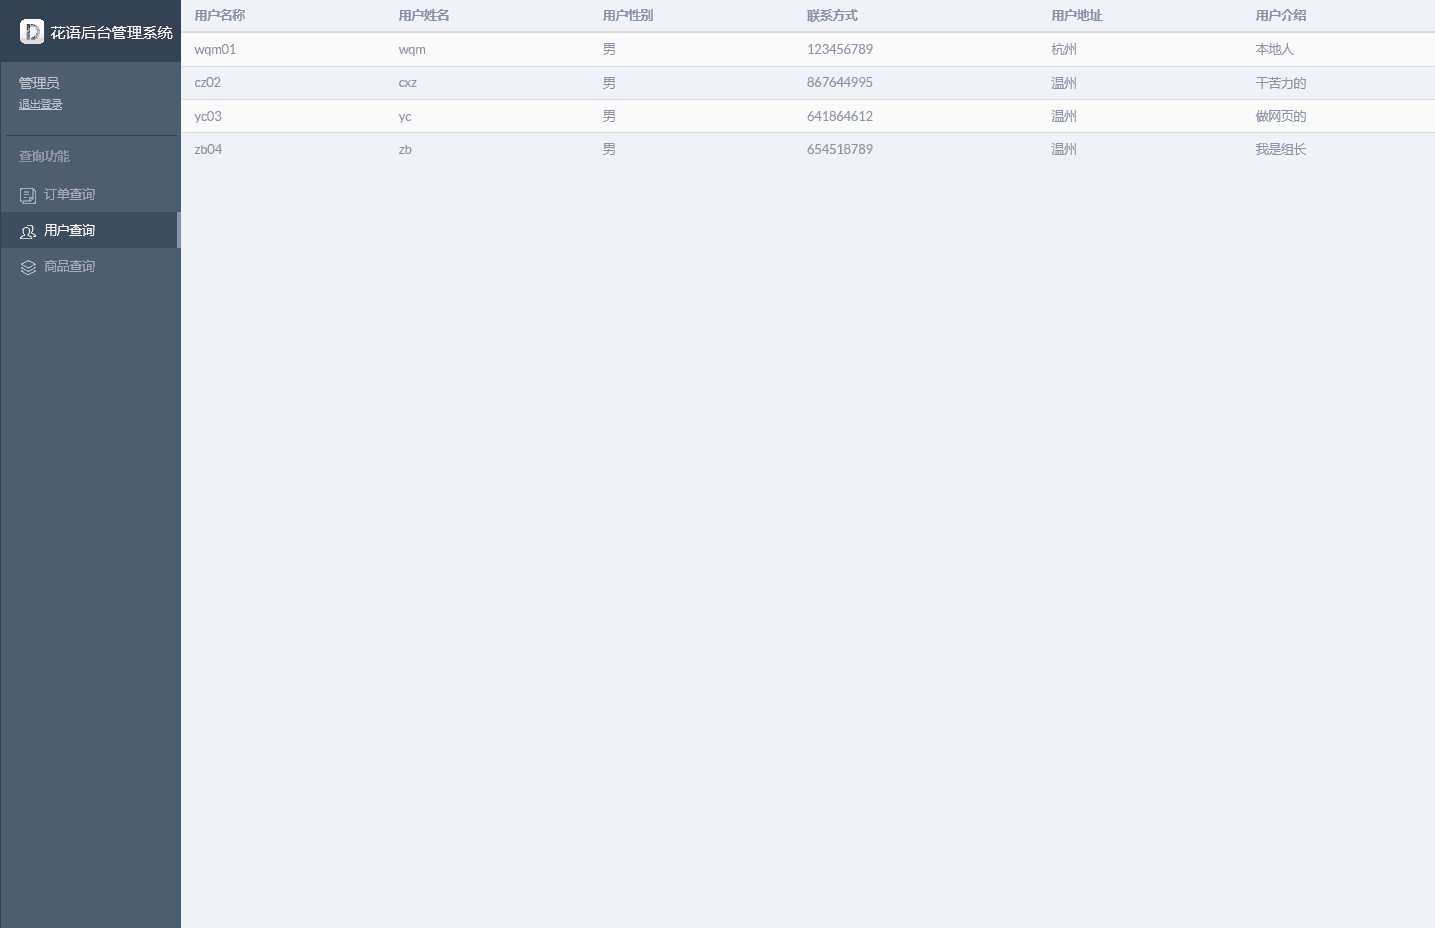 花语后台管理系统
管理员
退出登录
查询功能
订单查询
用户查询
商品查询
用户名称 用户姓名 用户性别 联系方式 用户地址 用户介绍
wqm01 wqm 男 123456789 杭州 本地人
cz02 cxz 男 867644995 温州 干苦力的
yc03 yc 男 641864612 温州 做网页的
zb04 zb 男 654518789 温州 我是组长